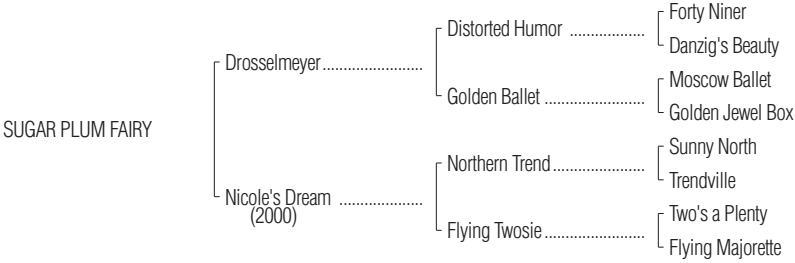 Forty Niner
Distorted Humor ..................
Danzig's Beauty
Drosselmeyer........................
Moscow Ballet
Golden Ballet ........................
Golden Jewel Box
SUGAR PLUM FAIRY
Sunny North
Northern Trend......................
Trendville
Nicole's Dream ....................
(2000)
Two's a Plenty
Flying Twosie ........................
Flying Majorette